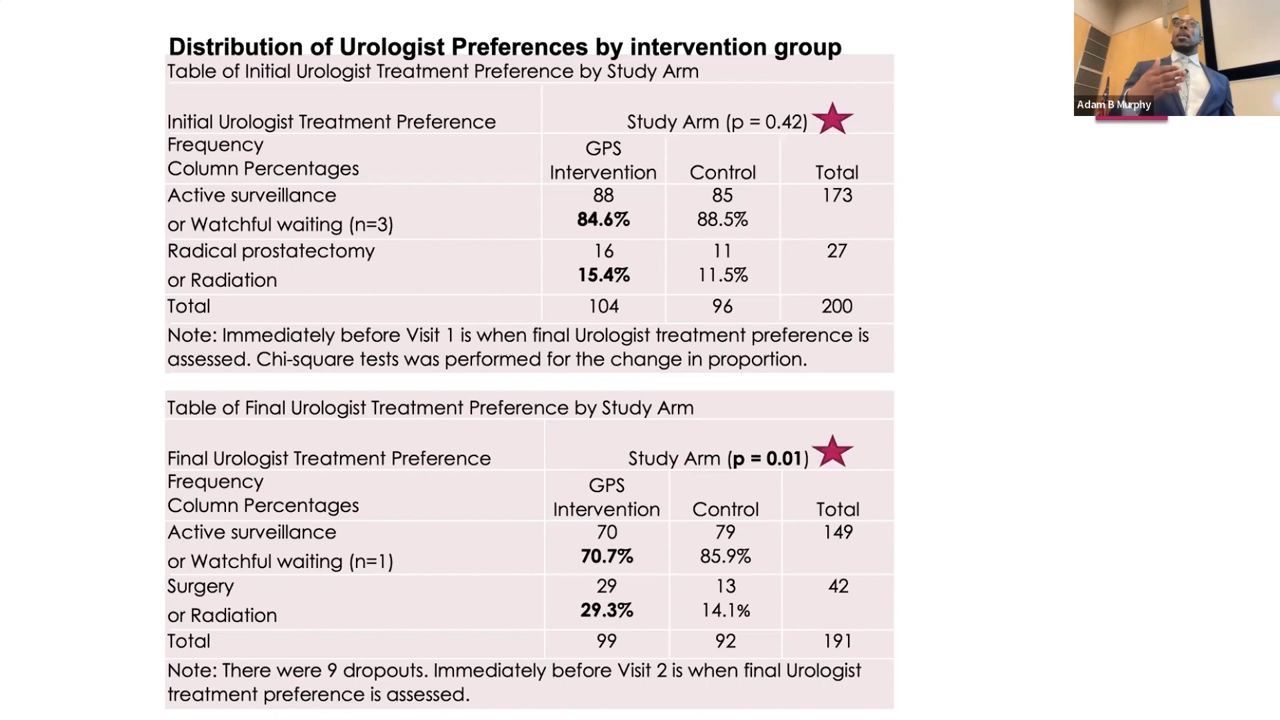 Distribution of Urologist Preferences by intervention group
Table of Initial Urologist Treatment Preference by Study Arm
Initial Urologist Treatment Preference Study Arm (p = 0.42)
Frequency
Column Percentages
GPS
Intervention Control Total
Active surveillance 88 85 173
or Watchful waiting (n=3) 84.6% 88.5%
Radical prostatectomy 16 11 27
or Radiation 15.4% 11.5%
Total 104 96 200
Note: Immediately before Visit 1 is when final Urologist treatment preference is
assessed. Chi-square tests was performed for the change in proportion.
Table of Final Urologist Treatment Preference by Study Arm
Final Urologist Treatment Preference Study Arm (p = 0.01)
Frequency
Column Percentages
GPS
Intervention Control Total
Active surveillance 70 79 149
or Watchful waiting (n=1) 70.7% 85.9%
Surgery 29 13 42
or Radiation 29.3% 14.1%
Total 99 92 191
Note: There were 9 dropouts. Immediately before Visit 2 is when final Urologist
treatment preference is assessed.
Adam B Murphy